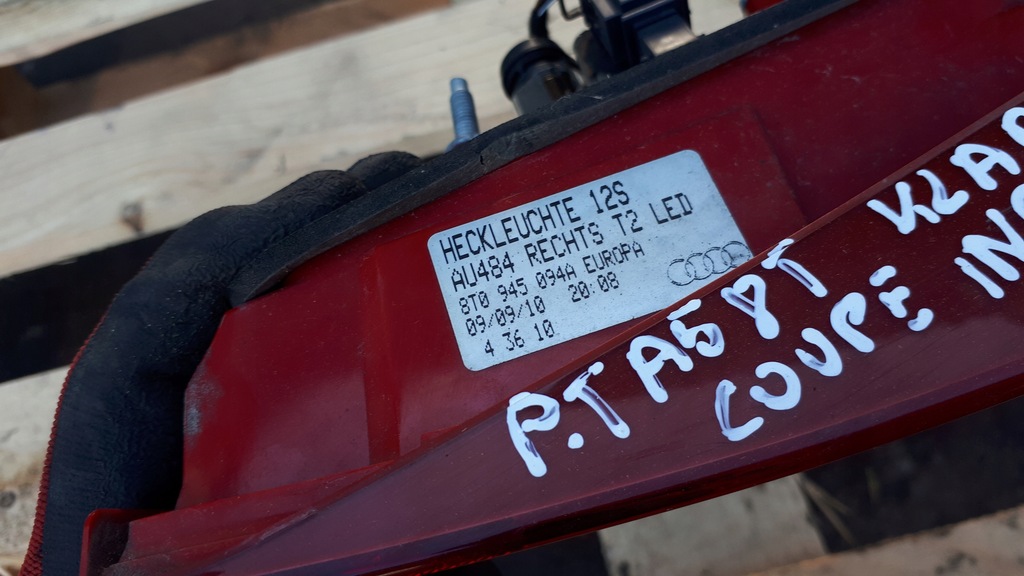 HECKLEUCHTE 12S
AU484 RECHTS T2 LED
8T0 945 094A EUROPA
09/09/10 20:08
4 36 10
P.T A5 8T
COUPE